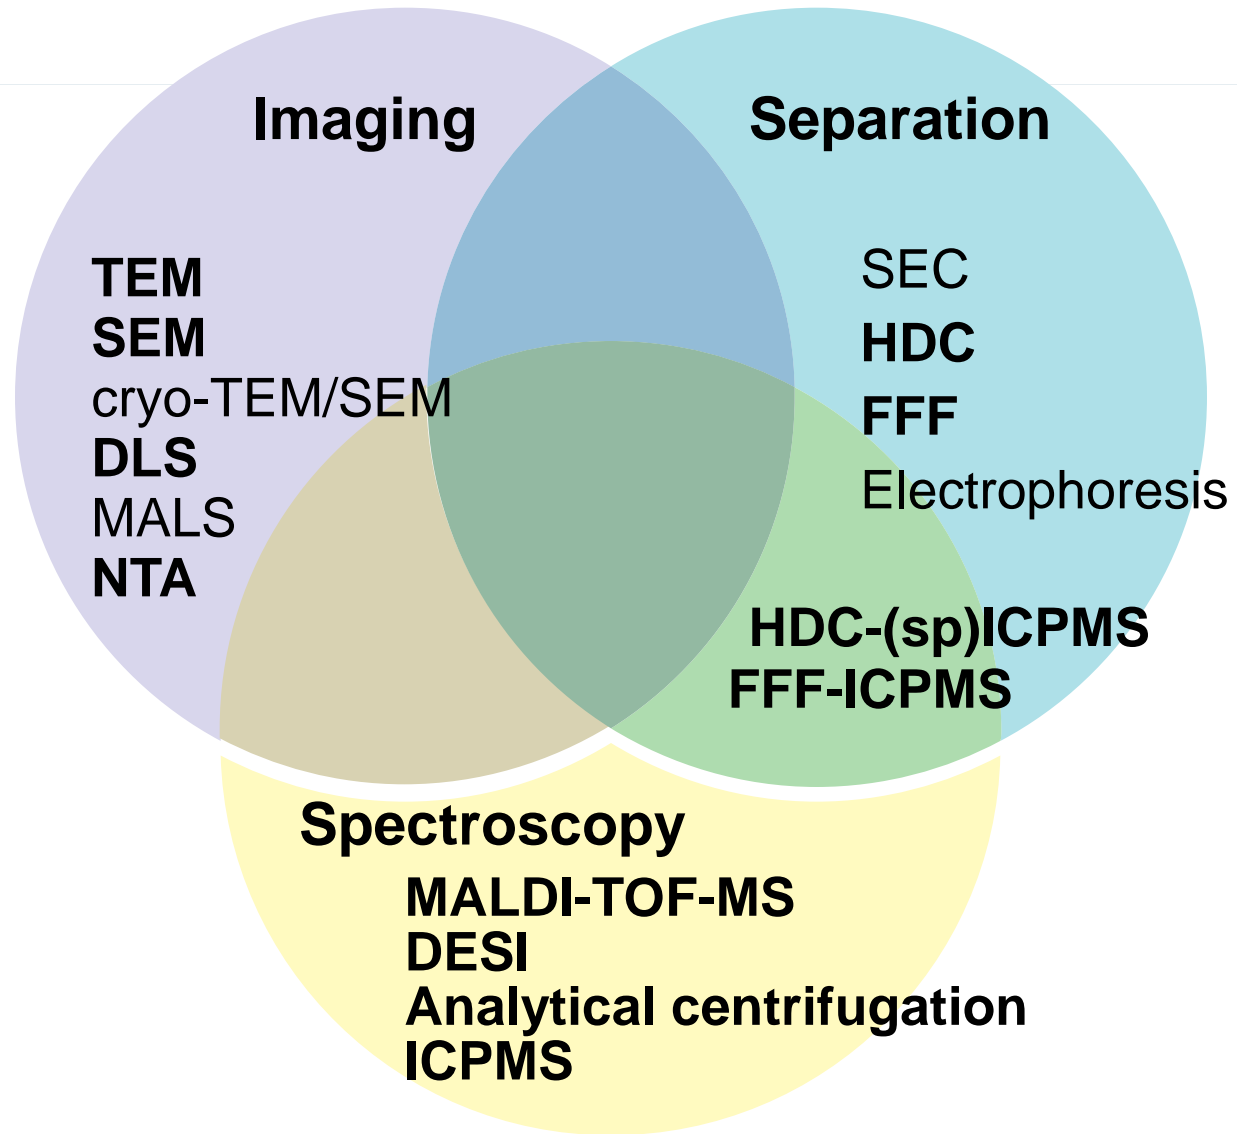 Imaging
Separation
TEM
SEM
cryo-TEM/SEM
DLS
MALS
NTA
SEC
HDC
FFF
Electrophoresis
HDC-(sp)ICPMS
FFF-ICPMS
Spectroscopy
MALDI-TOF-MS
DESI
Analytical centrifugation
ICPMS